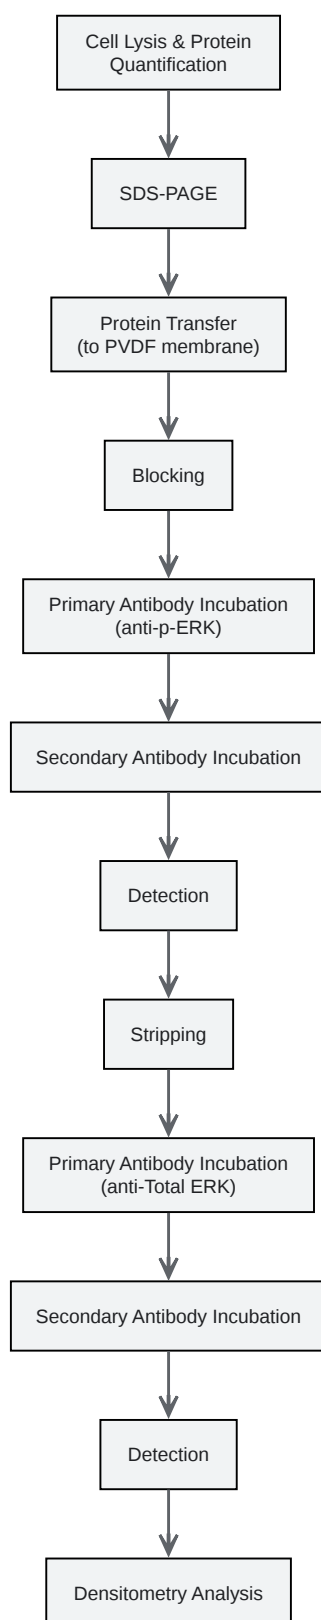 Cell Lysis & Protein
Quantification
SDS-PAGE
Protein Transfer
(to PVDF membrane)
Blocking
Primary Antibody Incubation
(anti-p-ERK)
Secondary Antibody Incubation
Detection
Stripping
Primary Antibody Incubation
(anti-Total ERK)
Secondary Antibody Incubation
Detection
Densitometry Analysis